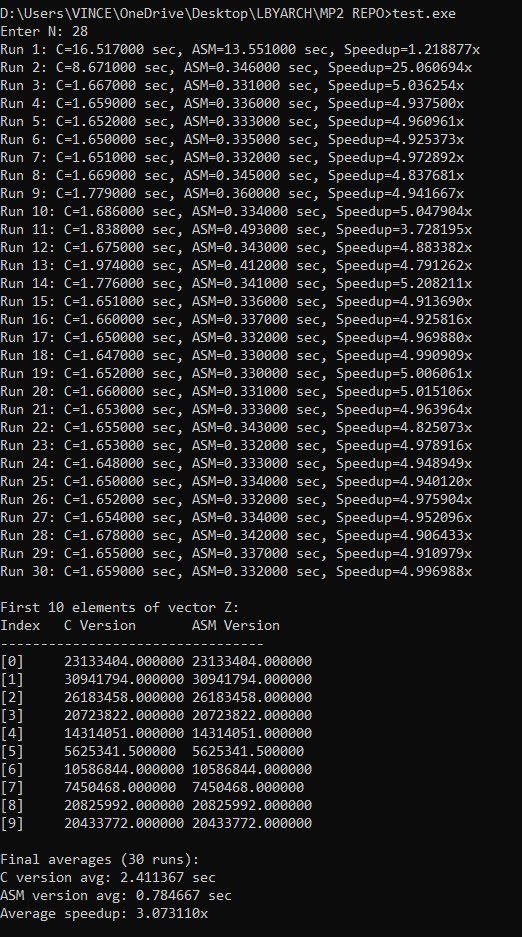 D:\Users\VINCE\OneDrive\Desktop\LBYARCH\MP2 REPO>test.exe
Enter N: 28
Run 1: C=16.517000 sec, ASM=13.551000 sec, Speedup=1.218877x
Run 2: C=8.671000 sec, ASM=0.346000 sec, Speedup=25.060694x
Run 3: C=1.667000 sec, ASM=0.331000 sec, Speedup=5.036254x
Run 4: C=1.659000 sec, ASM=0.336000 sec, Speedup=4.937500x
Run 5: C=1.652000 sec, ASM=0.333000 sec, Speedup=4.960961x
Run 6: C=1.650000 sec, ASM=0.335000 sec, Speedup=4.925373x
Run 7: C=1.651000 sec, ASM=0.332000 sec, Speedup=4.972892x
Run 8: C=1.669000 sec, ASM=0.345000 sec, Speedup=4.837681x
Run 9: C=1.779000 sec, ASM=0.360000 sec, Speedup=4.941667x
Run 10: C=1.686000 sec, ASM=0.334000 sec, Speedup=5.047904x
Run 11: C=1.838000 sec, ASM=0.493000 sec, Speedup=3.728195x
Run 12: C=1.675000 sec, ASM=0.343000 sec, Speedup=4.883382x
Run 13: C=1.974000 sec, ASM=0.412000 sec, Speedup=4.791262x
Run 14: C=1.776000 sec, ASM=0.341000 sec, Speedup=5.208211x
Run 15: C=1.651000 sec, ASM=0.336000 sec, Speedup=4.913690x
Run 16: C=1.660000 sec, ASM=0.337000 sec, Speedup=4.925816x
Run 17: C=1.650000 sec, ASM=0.332000 sec, Speedup=4.969880x
Run 18: C=1.647000 sec, ASM=0.330000 sec, Speedup=4.990909x
Run 19: C=1.652000 sec, ASM=0.330000 sec, Speedup=5.006061x
Run 20: C=1.660000 sec, ASM=0.331000 sec, Speedup=5.015106x
Run 21: C=1.653000 sec, ASM=0.333000 sec, Speedup=4.963964x
Run 22: C=1.655000 sec, ASM=0.343000 sec, Speedup=4.825073x
Run 23: C=1.653000 sec, ASM=0.332000 sec, Speedup=4.978916x
Run 24: C=1.648000 sec, ASM=0.333000 sec, Speedup=4.948949x
Run 25: C=1.650000 sec, ASM=0.334000 sec, Speedup=4.940120x
Run 26: C=1.652000 sec, ASM=0.332000 sec, Speedup=4.975904x
Run 27: C=1.654000 sec, ASM=0.334000 sec, Speedup=4.952096x
Run 28: C=1.678000 sec, ASM=0.342000 sec, Speedup=4.906433x
Run 29: C=1.655000 sec, ASM=0.337000 sec, Speedup=4.910979x
Run 30: C=1.659000 sec, ASM=0.332000 sec, Speedup=4.996988x
First 10 elements of vector Z:
Index C Version ASM Version
---------------------------------
[0] 23133404.000000 23133404.000000
[1] 30941794.000000 30941794.000000
[2] 26183458.000000 26183458.000000
[3] 20723822.000000 20723822.000000
[4] 14314051.000000 14314051.000000
[5] 5625341.500000 5625341.500000
[6] 10586844.000000 10586844.000000
[7] 7450468.000000 7450468.000000
[8] 20825992.000000 20825992.000000
[9] 20433772.000000 20433772.000000
Final averages (30 runs):
C version avg: 2.411367 sec
ASM version avg: 0.784667 sec
Average speedup: 3.073110x